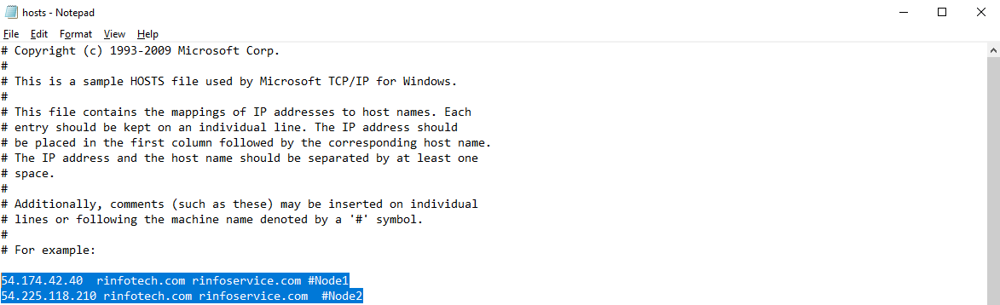 hosts - Notepad
File Edit Format View Help
# Copyright (c) 1993-2009 Microsoft Corp.
#
# This is a sample HOSTS file used by Microsoft TCP/IP for Windows.
#
# This file contains the mappings of IP addresses to host names. Each
# entry should be kept on an individual line. The IP address should
# be placed in the first column followed by the corresponding host name.
# The IP address and the host name should be separated by at least one
# space.
#
# Additionally, comments (such as these) may be inserted on individual
# lines or following the machine name denoted by a '#' symbol.
#
# For example:
54.174.42.40  rinfotech.com rinfoservice.com #Node1
54.225.118.210 rinfotech.com rinfoservice.com  #Node2